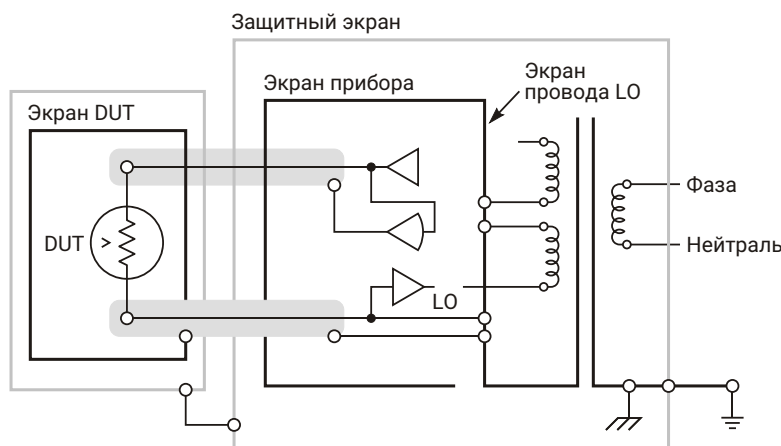 Защитный экран
Экран прибора
Экран
провода LO
Экран DUT
DUT
LO
Фаза
Нейтраль